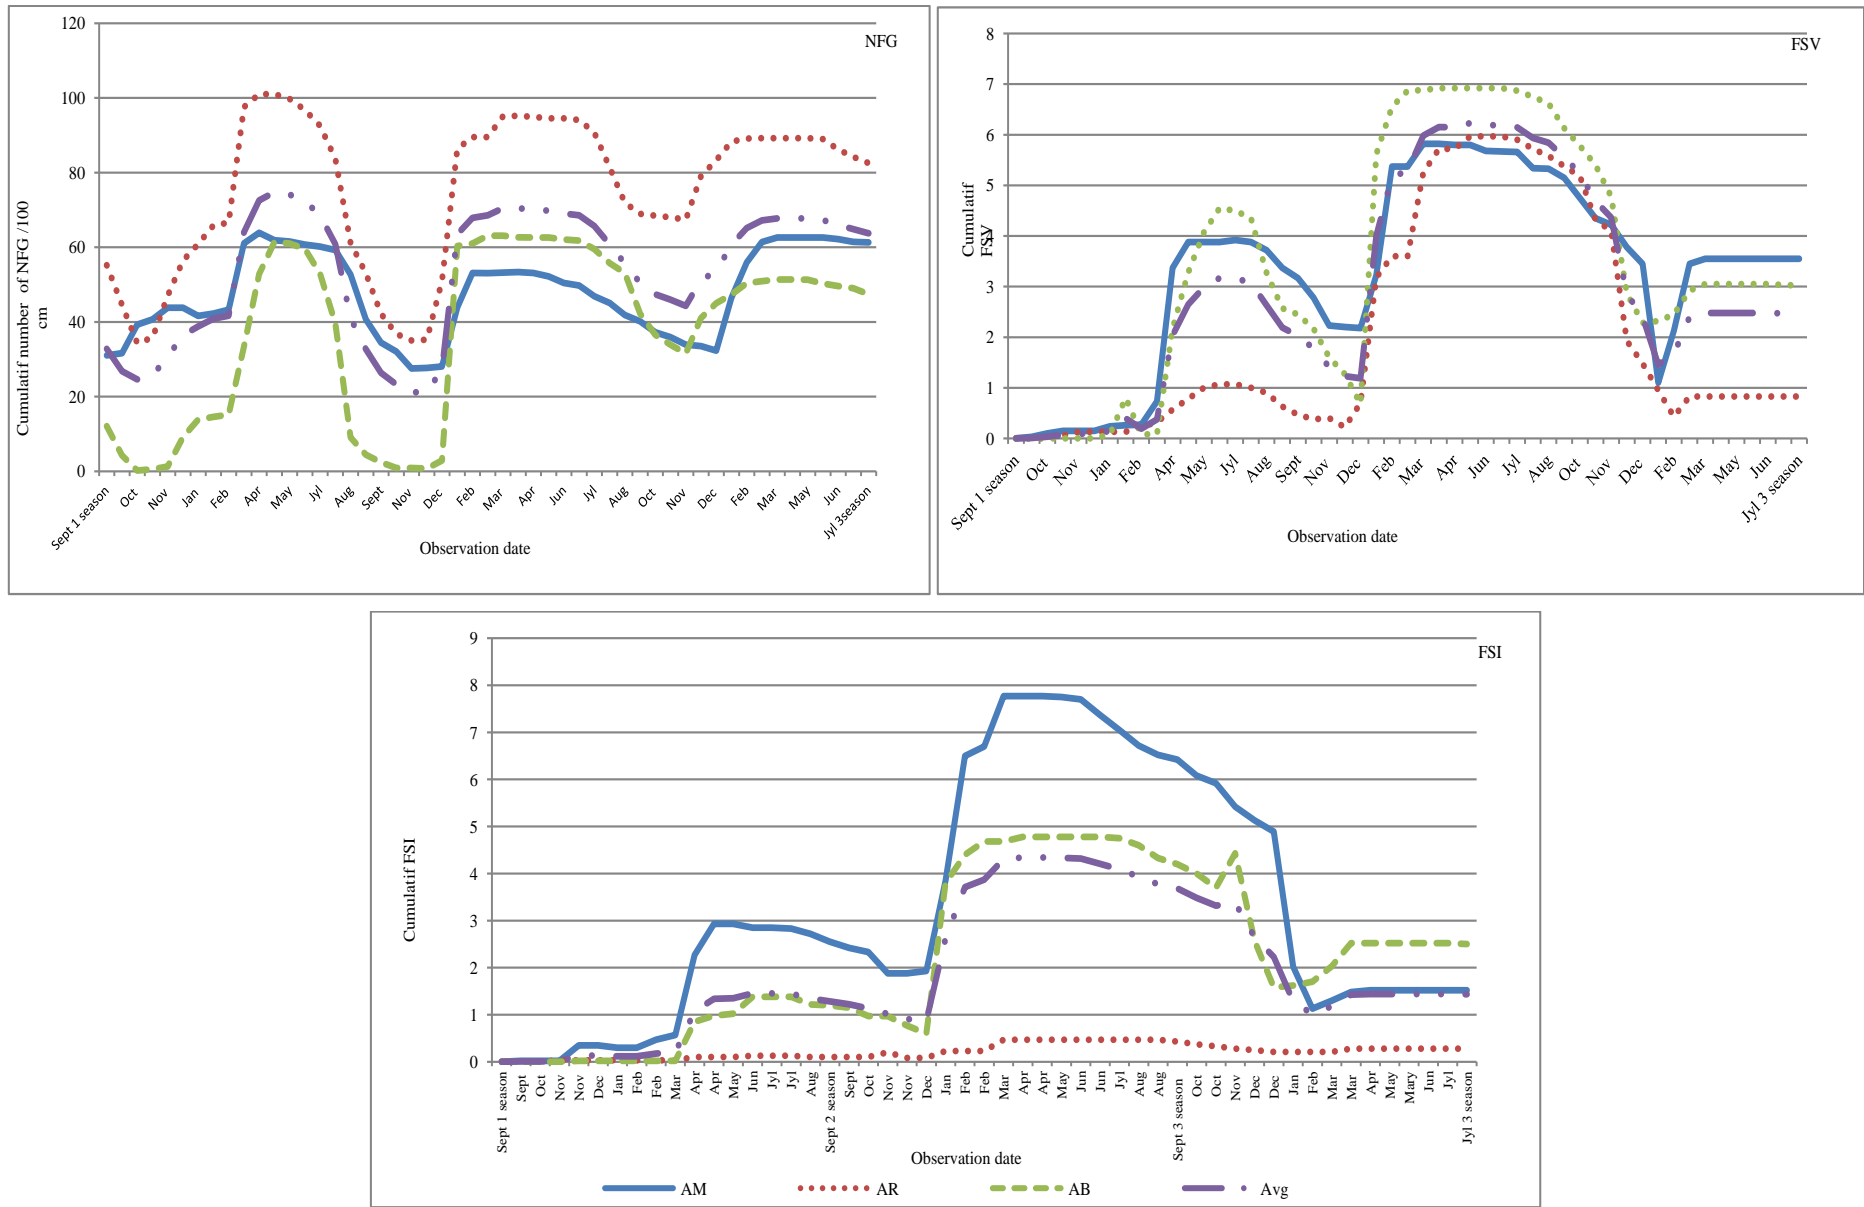 NFG
120
100
80
60
40
20
0
Cumulatif number of NFG /100
cm
Sept 1 season
Oct
Nov
Jan
Feb
Apr
May
Jyl
Aug
Sept
Nov
Dec
Feb
Mar
Apr
Jun
Jyl
Aug
Oct
Nov
Dec
Feb
Mar
May
Jun
Jyl 3season
Observation date
FSV
8
7
6
5
4
3
2
1
0
Cumulatif
FSV
Sept 1 season
Oct
Nov
Jan
Feb
Apr
May
Jyl
Aug
Sept
Nov
Dec
Feb
Mar
Apr
Jun
Jyl
Aug
Oct
Nov
Dec
Feb
Mar
May
Jun
Jyl 3 season
Observation date
FSI
9
8
7
6
5
4
3
2
1
0
Cumulatif FSI
Sept 1 season
Sept
Oct
Nov
Nov
Dec
Jan
Feb
Feb
Mar
Apr
Apr
May
Jun
Jyl
Jyl
Aug
Sept 2 season
Sept
Oct
Nov
Nov
Dec
Jan
Feb
Feb
Mar
Apr
Apr
May
Jun
Jun
Jyl
Aug
Aug
Sept 3 season
Oct
Oct
Nov
Dec
Dec
Jan
Feb
Mar
Mar
Apr
May
Mary
Jun
Jyl
Jyl 3 season
Observation date
AM
AR
AB
Avg